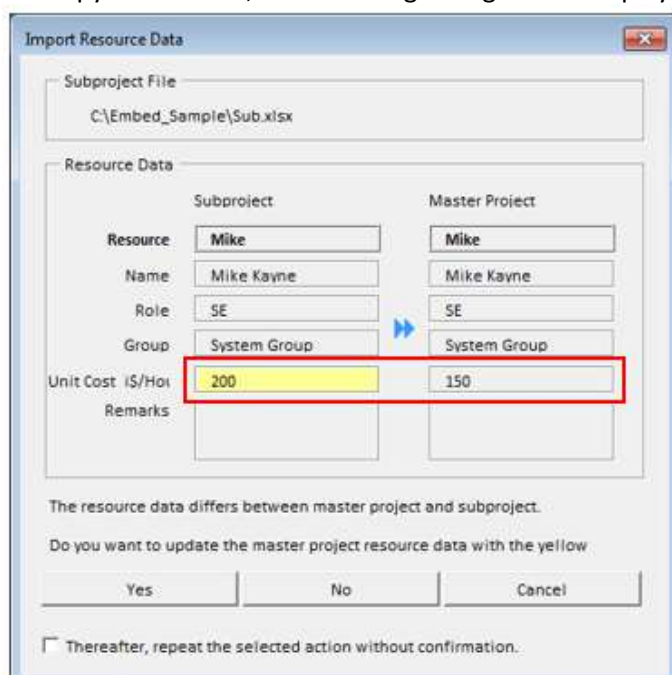 Import Resource Data
Subproject File
C:\Embed_Sample\Sub.xlsx
Resource Data
Subproject Master Project
Resource Mike Mike
Name Mike Kayne Mike Kayne
Role SE SE
Group System Group System Group
Unit Cost 200 150
Remarks
The resource data differs between master project and subproject.
Do you want to update the master project resource data with the yellow
Yes No Cancel
Thereafter, repeat the selected action without confirmation.